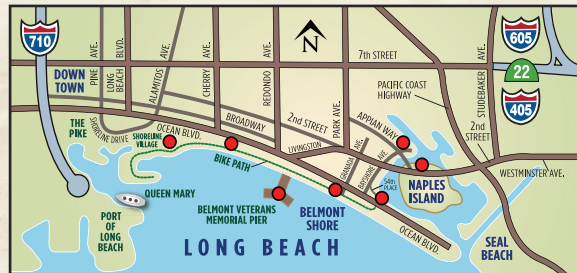 710
605
22
405
N
7th STREET
DOWN
TOWN
PINE
AVE.
LONG
BEACH
BLVD.
ALAMITOS
AVE.
CHERRY
AVE.
REDONDO
AVE.
PARK AVE.
PACIFIC COAST
HIGHWAY
STUDEBAKER
AVE.
THE
PIKE
SHORELINE DRIVE
SHORELINE
VILLAGE
OCEAN BLVD.
BROADWAY
2nd STREET
LIVINGSTON
APPIAN WAY
GRANADA
AVE.
BAYSHORE
AVE
54th
PLACE
2nd
STREET
WESTMINSTER AVE.
BIKE PATH
QUEEN MARY
NAPLES
ISLAND
BELMONT VETERANS
MEMORIAL PIER
BELMONT
SHORE
PORT
OF
LONG
BEACH
LONG BEACH
OCEAN BLVD.
SEAL
BEACH